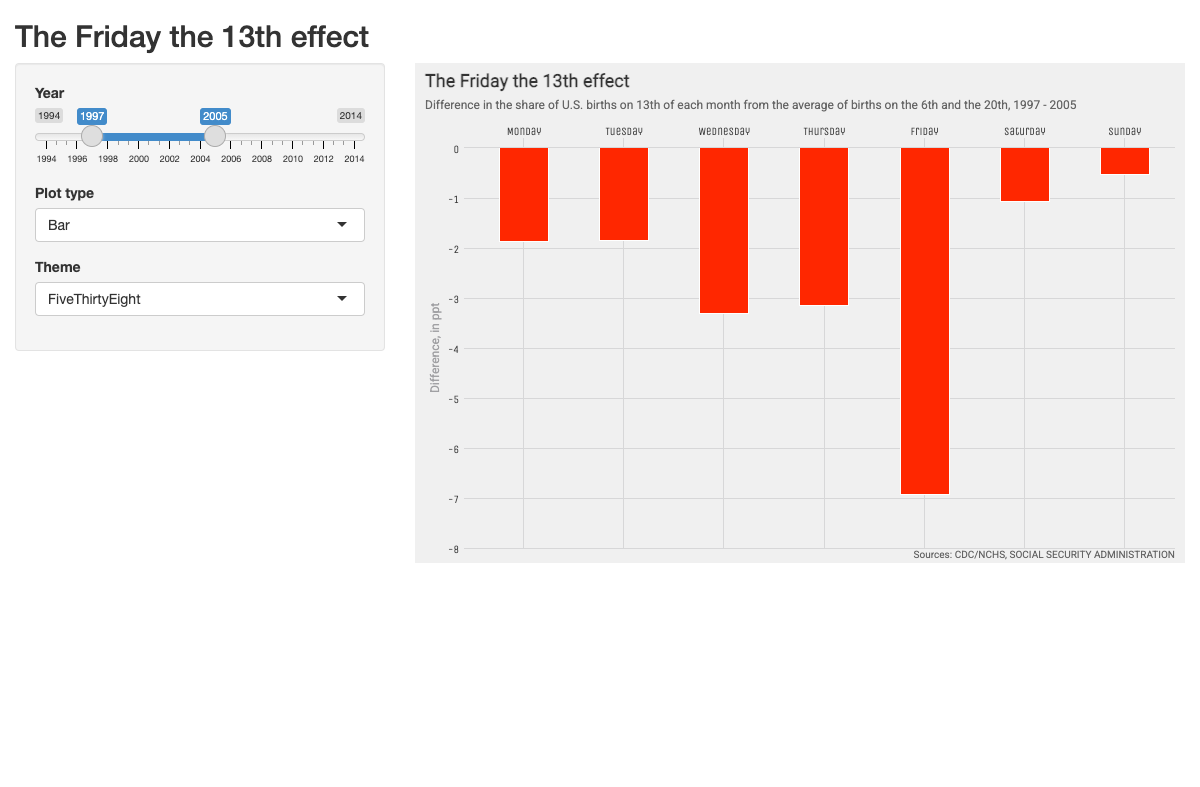 The Friday the 13th effect
Year
1994 1997 2005 2014
1994 1996 1998 2000 2002 2004 2006 2008 2010 2012 2014
Plot type
Bar
Theme
FiveThirtyEight
The Friday the 13th effect
Difference in the share of U.S. births on 13th of each month from the average of births on the 6th and the 20th, 1997 - 2005
Monday Tuesday Wednesday Thursday Friday Saturday Sunday
0
-1
-2
-3
-4
-5
-6
-7
-8
Difference, in ppt
Sources: CDC/NCHS, SOCIAL SECURITY ADMINISTRATION